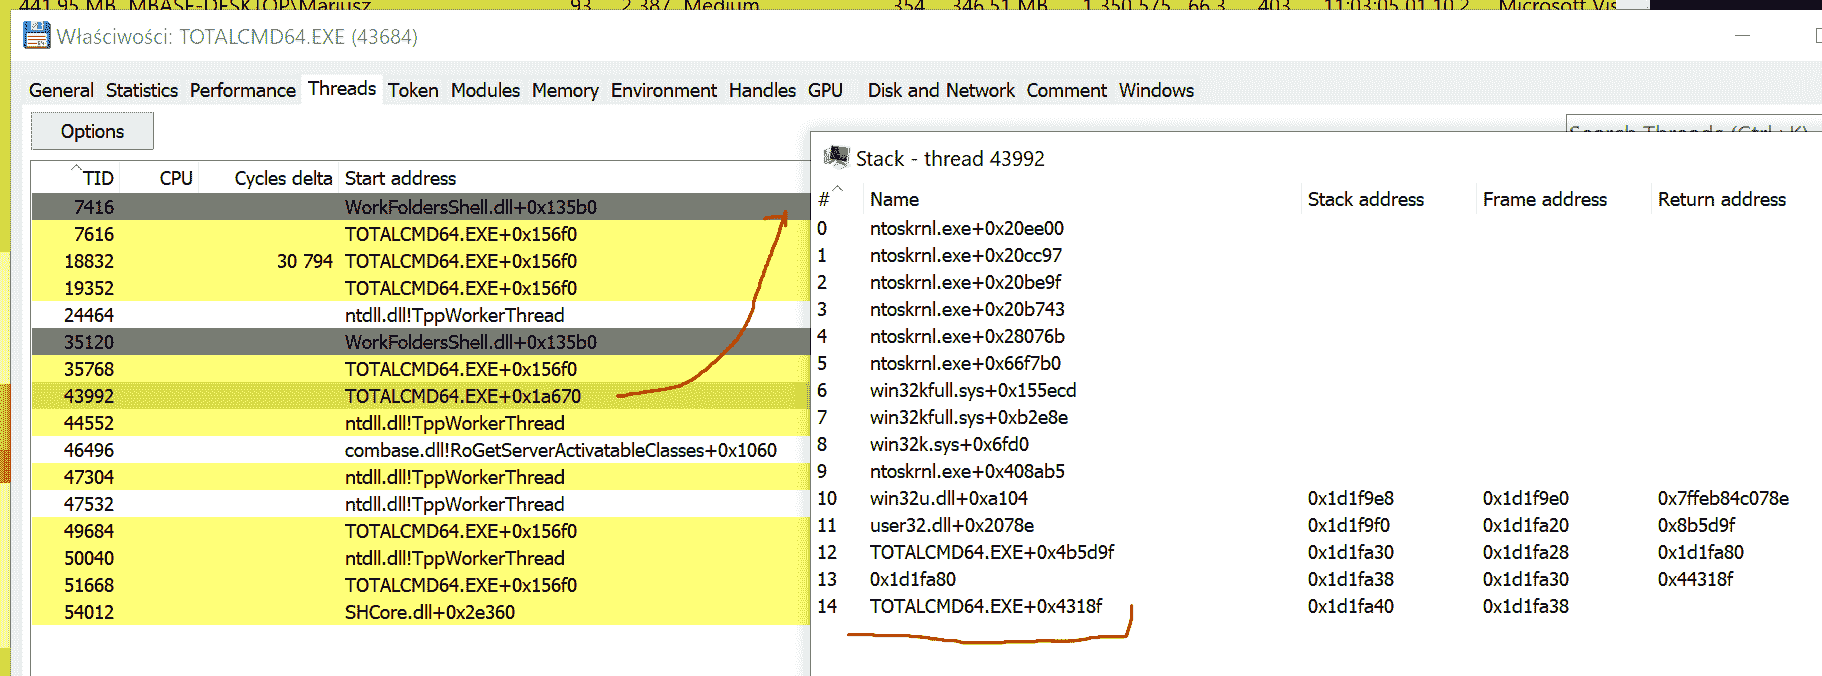 441.95 MB MBASE-DESKTOP\Mariusz 93 2 387 Medium 354 346.51 MB 1 350 575 66.3 403 11:03:05 01.10.2 Microsoft Vis
Właściwości: TOTALCMD64.EXE (43684)
General Statistics Performance Threads Token Modules Memory Environment Handles GPU Disk and Network Comment Windows
Options
Search Threads (Ctrl+K)
TID CPU Cycles delta Start address
7416 WorkFoldersShell.dll+0x135b0
7616 TOTALCMD64.EXE+0x156f0
18832 30 794 TOTALCMD64.EXE+0x156f0
19352 TOTALCMD64.EXE+0x156f0
24464 ntdll.dll!TppWorkerThread
35120 WorkFoldersShell.dll+0x135b0
35768 TOTALCMD64.EXE+0x156f0
43992 TOTALCMD64.EXE+0x1a670
44552 ntdll.dll!TppWorkerThread
46496 combase.dll!RoGetServerActivatableClasses+0x1060
47304 ntdll.dll!TppWorkerThread
47532 ntdll.dll!TppWorkerThread
49684 TOTALCMD64.EXE+0x156f0
50040 ntdll.dll!TppWorkerThread
51668 TOTALCMD64.EXE+0x156f0
54012 SHCore.dll+0x2e360
Stack - thread 43992
# Name Stack address Frame address Return address
0 ntoskrnl.exe+0x20ee00
1 ntoskrnl.exe+0x20cc97
2 ntoskrnl.exe+0x20be9f
3 ntoskrnl.exe+0x20b743
4 ntoskrnl.exe+0x28076b
5 ntoskrnl.exe+0x66f7b0
6 win32kfull.sys+0x155ecd
7 win32kfull.sys+0xb2e8e
8 win32k.sys+0x6fd0
9 ntoskrnl.exe+0x408ab5
10 win32u.dll+0xa104 0x1d1f9e8 0x1d1f9e0 0x7ffeb84c078e
11 user32.dll+0x2078e 0x1d1f9f0 0x1d1fa20 0x8b5d9f
12 TOTALCMD64.EXE+0x4b5d9f 0x1d1fa30 0x1d1fa28 0x1d1fa80
13 0x1d1fa80 0x1d1fa38 0x1d1fa30 0x44318f
14 TOTALCMD64.EXE+0x4318f 0x1d1fa40 0x1d1fa38